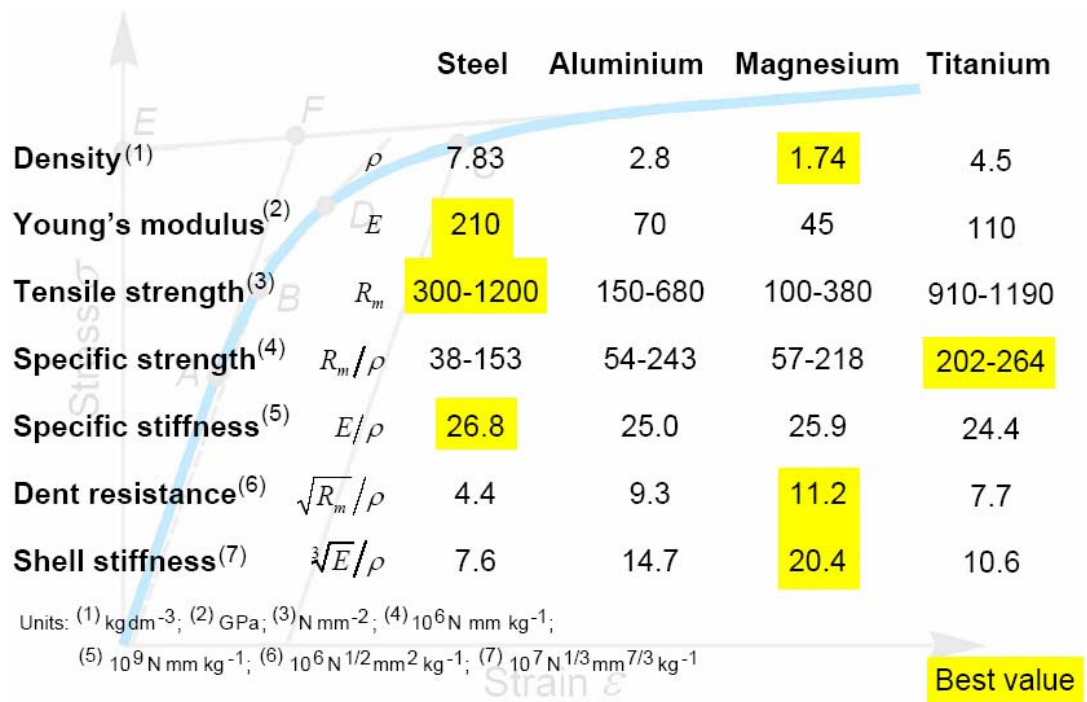 Steel Aluminium Magnesium Titanium
Density(1) ρ 7.83 2.8 1.74 4.5
Young's modulus(2) E 210 70 45 110
Tensile strength(3) Rm 300-1200 150-680 100-380 910-1190
Specific strength(4) Rm/ρ 38-153 54-243 57-218 202-264
Specific stiffness(5) E/ρ 26.8 25.0 25.9 24.4
Dent resistance(6) √Rm/ρ 4.4 9.3 11.2 7.7
Shell stiffness(7) ∛E/ρ 7.6 14.7 20.4 10.6
Units: (1) kg dm-3; (2) GPa; (3) N mm-2; (4) 10^6 N mm kg-1;
(5) 10^9 N mm kg-1; (6) 10^6 N1/2 mm2 kg-1; (7) 10^7 N1/3 mm7/3 kg-1
Best value
Stress σ
Strain ε
E
F
D
B
A